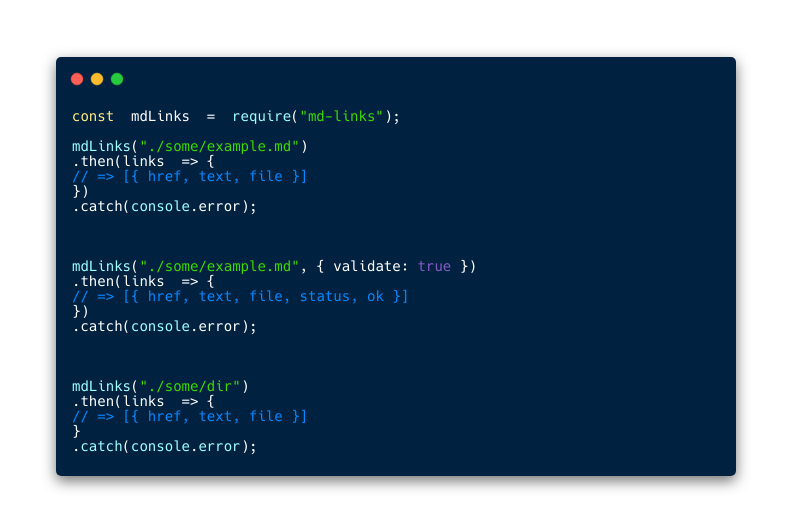 const  mdLinks  =  require("md-links");
mdLinks("./some/example.md")
.then(links  => {
// => [{ href, text, file }]
})
.catch(console.error);
mdLinks("./some/example.md", { validate: true })
.then(links  => {
// => [{ href, text, file, status, ok }]
})
.catch(console.error);
mdLinks("./some/dir")
.then(links  => {
// => [{ href, text, file }]
}
.catch(console.error);